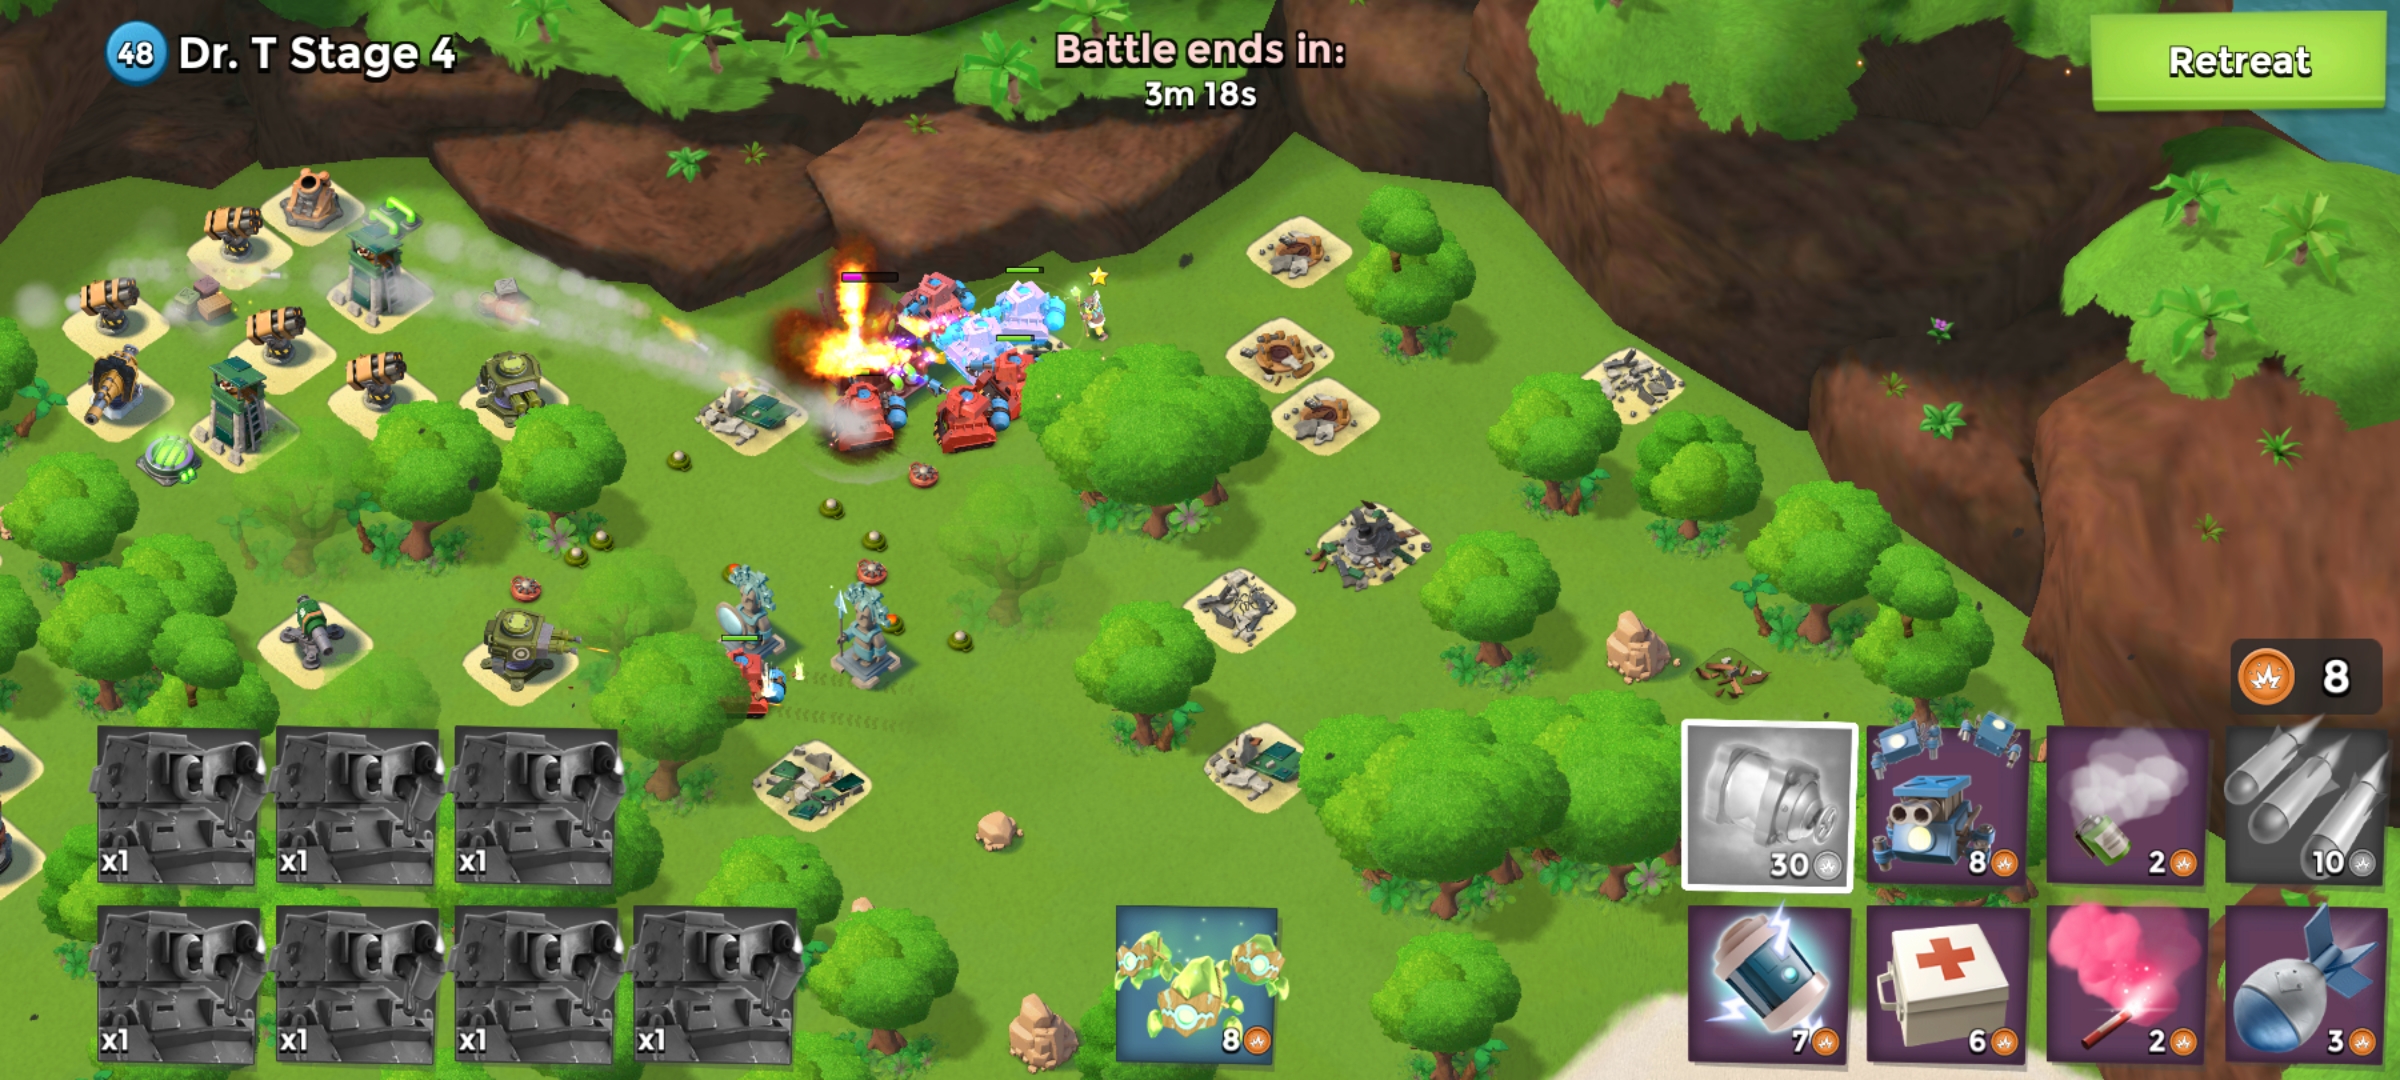 48 Dr. T Stage 4
Battle ends in:
3m 18s
Retreat
8
x1 x1 x1
30 8 2 10
x1 x1 x1 x1
8
7 6 2 3